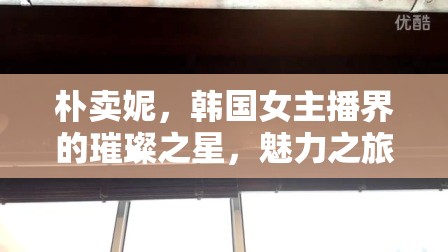 优酷
朴卖妮，韩国女主播界
的璀璨之星，魅力之旅